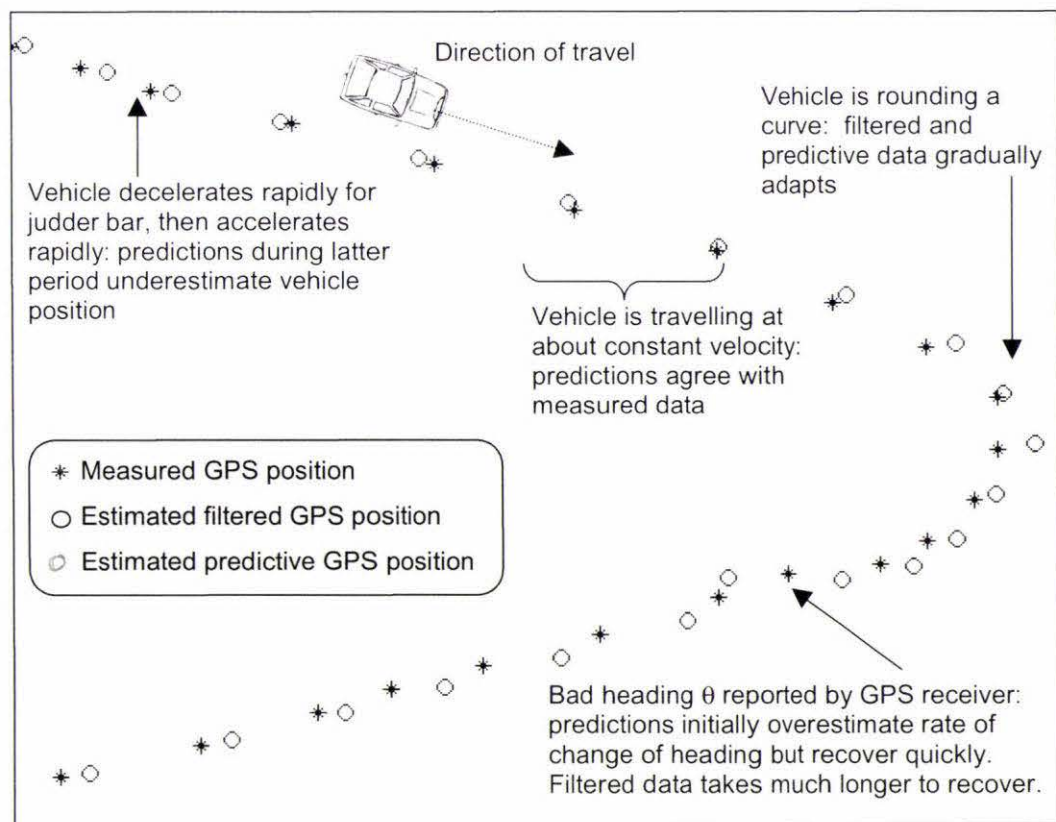 Direction of travel
Vehicle is rounding a
curve: filtered and
predictive data gradually
adapts
Vehicle decelerates rapidly for
judder bar, then accelerates
rapidly: predictions during latter
period underestimate vehicle
position
Vehicle is travelling at
about constant velocity:
predictions agree with
measured data
Measured GPS position
Estimated filtered GPS position
Estimated predictive GPS position
Bad heading θ reported by GPS receiver:
predictions initially overestimate rate of
change of heading but recover quickly.
Filtered data takes much longer to recover.